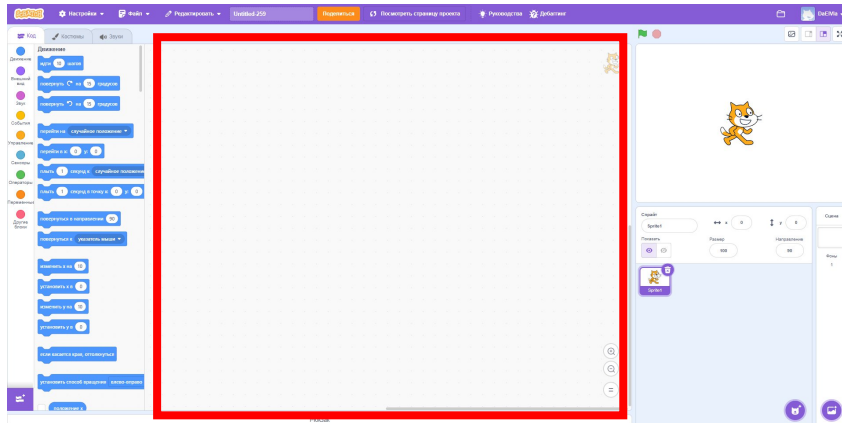 SCRATCH Настройки Файл Редактировать Untitled-259 Поделиться Посмотреть страницу проекта Руководства Дебаггинг DaEMa
Код Костюмы Звуки
Движение
Движение
идти 10 шагов
Внешний вид
повернуть на 15 градусов
Звук
повернуть на 15 градусов
События
перейти на случайное положение
Управление
перейти в x: 0 y: 0
Сенсоры
плыть 1 секунд к случайное положение
Операторы
плыть 1 секунд в точку x: 0 y: 0
Переменные
повернуться в направлении 90
Другие блоки
повернуться к указатель мыши
изменить x на 10
установить x в 0
изменить y на 10
установить y в 0
если касается края, оттолкнуться
установить способ вращения влево-вправо
положение x
Спрайт
Sprite1 x 0 y 0
Показать Размер Направление
100 90
Sprite1
Сцена
Фоны
1